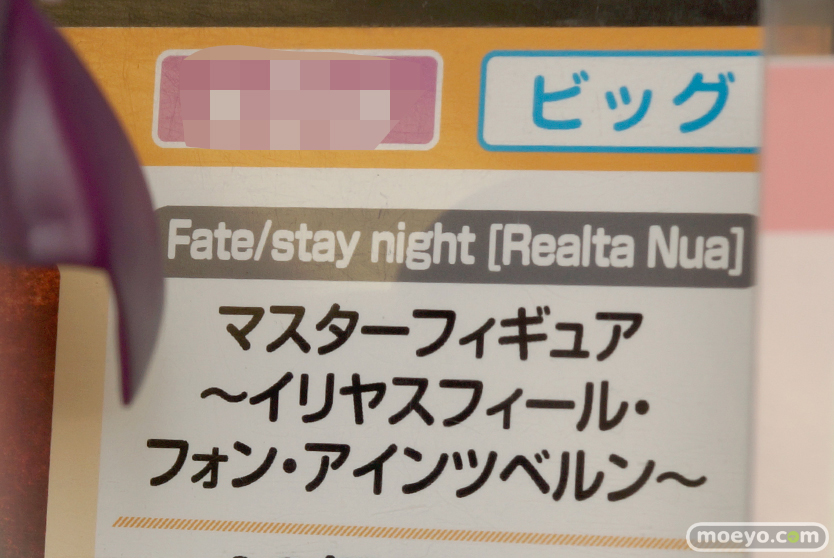 ビッグ
Fate/stay night [Realta Nua]
マスターフィギュア
～イリヤスフィール・
フォン・アインツベルン～
moeyo.com